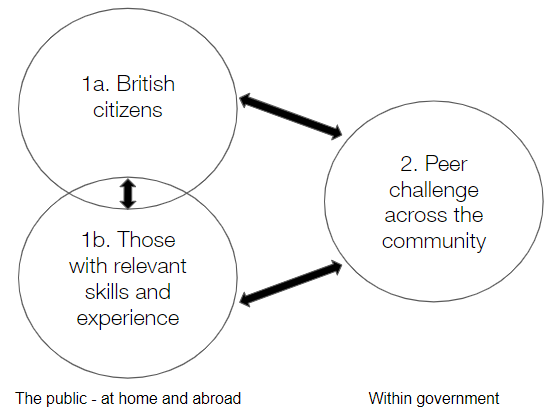 1a. British
citizens
1b. Those
with relevant
skills and
experience
2. Peer
challenge
across the
community
The public - at home and abroad
Within government